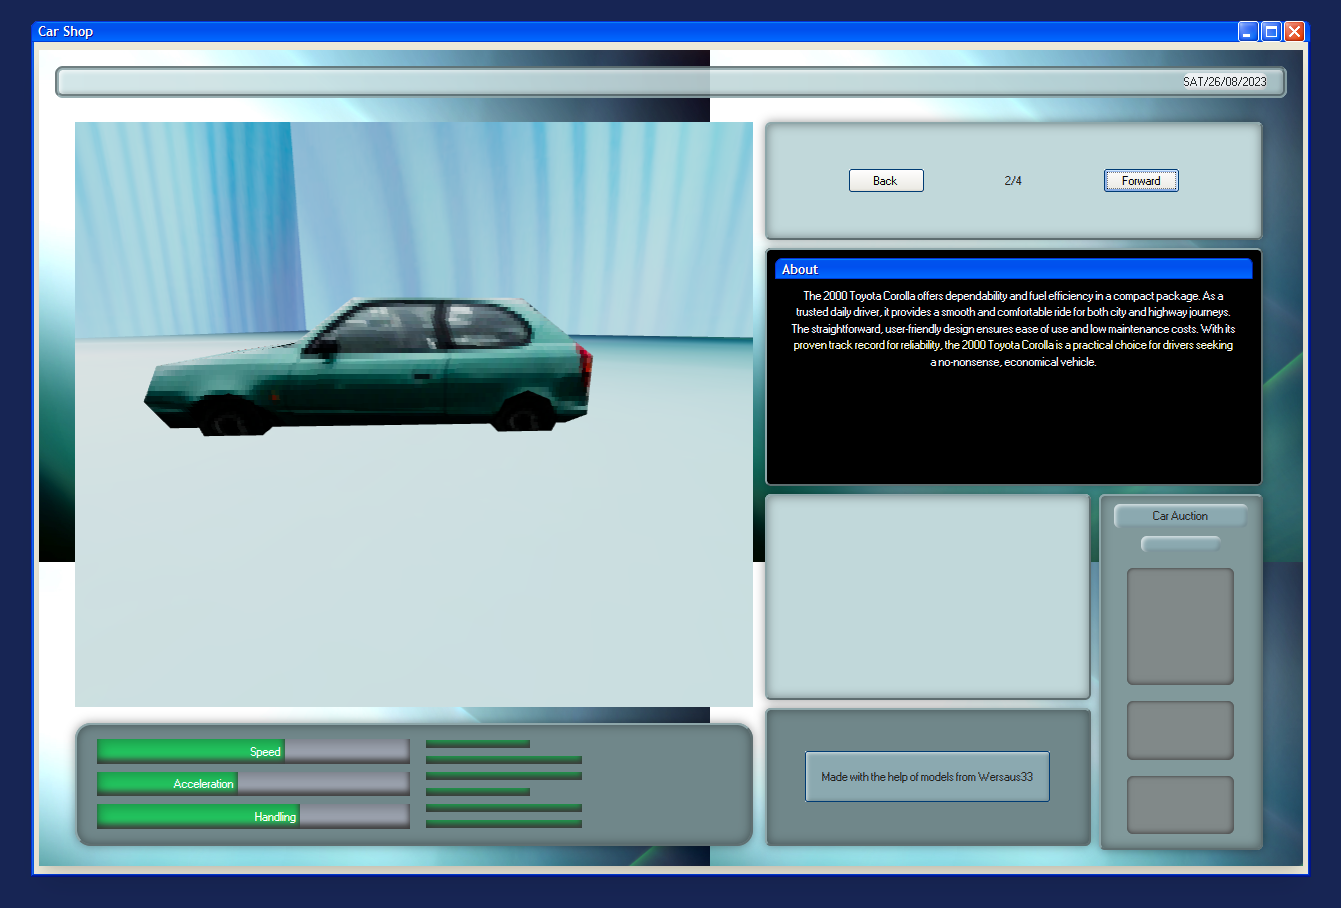 Car Shop
SAT/26/08/2023
Back
2/4
Forward
About
The 2000 Toyota Corolla offers dependability and fuel efficiency in a compact package. As a
trusted daily driver, it provides a smooth and comfortable ride for both city and highway journeys.
The straightforward, user-friendly design ensures ease of use and low maintenance costs. With its
proven track record for reliability, the 2000 Toyota Corolla is a practical choice for drivers seeking
a no-nonsense, economical vehicle.
Car Auction
Speed
Acceleration
Handling
Made with the help of models from Wersaus33